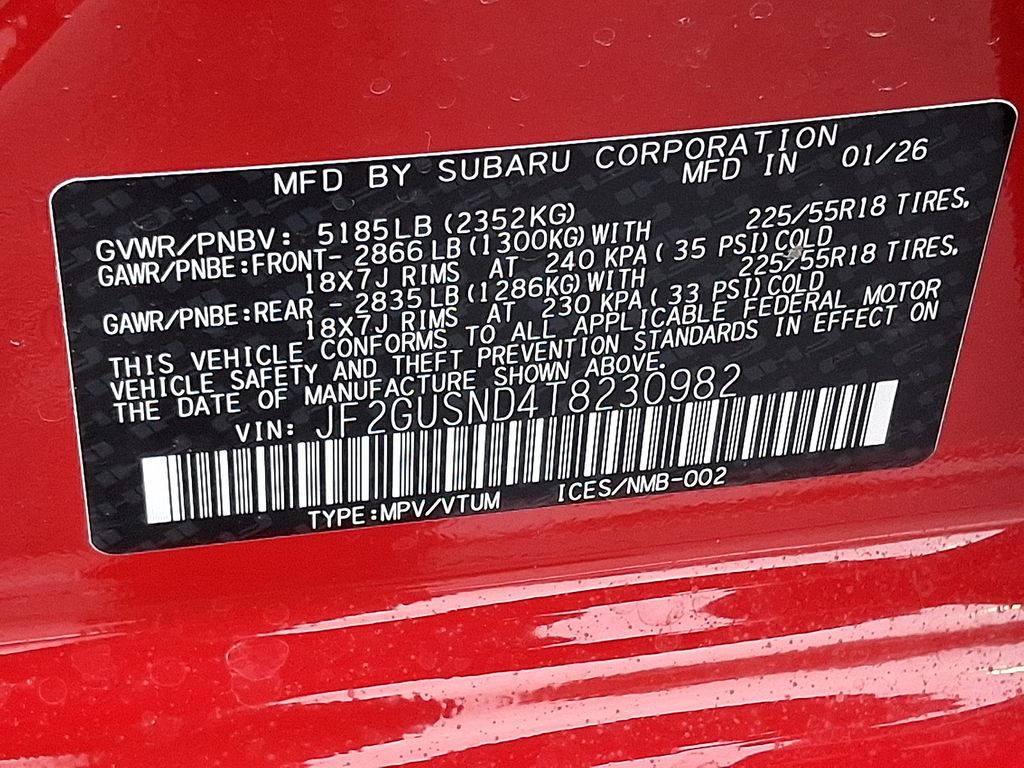 MFD BY SUBARU CORPORATION
MFD IN 01/26
GVWR/PNBV: 5185LB (2352KG)
GAWR/PNBE:FRONT- 2866 LB (1300KG)WITH 225/55R18 TIRES.
18X7J RIMS AT 240 KPA (35 PSI)COLD
GAWR/PNBE:REAR - 2835 LB (1286KG)WITH 225/55R18 TIRES.
18X7J RIMS AT 230 KPA (33 PSI)COLD
THIS VEHICLE CONFORMS TO ALL APPLICABLE FEDERAL MOTOR
VEHICLE SAFETY AND THEFT PREVENTION STANDARDS IN EFFECT ON
THE DATE OF MANUFACTURE SHOWN ABOVE.
VIN: JF2GUSND4T8230982
TYPE:MPV/VTUM ICES/NMB-002